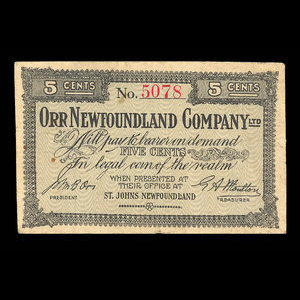 5 CENTS No. 5078 5 CENTS
ORR NEWFOUNDLAND COMPANY LTD
Will pay to bearer on demand
FIVE CENTS
In legal coin of the realm
WHEN PRESENTED AT
THEIR OFFICE AT
ST. JOHNS NEWFOUNDLAND
PRESIDENT TREASURER